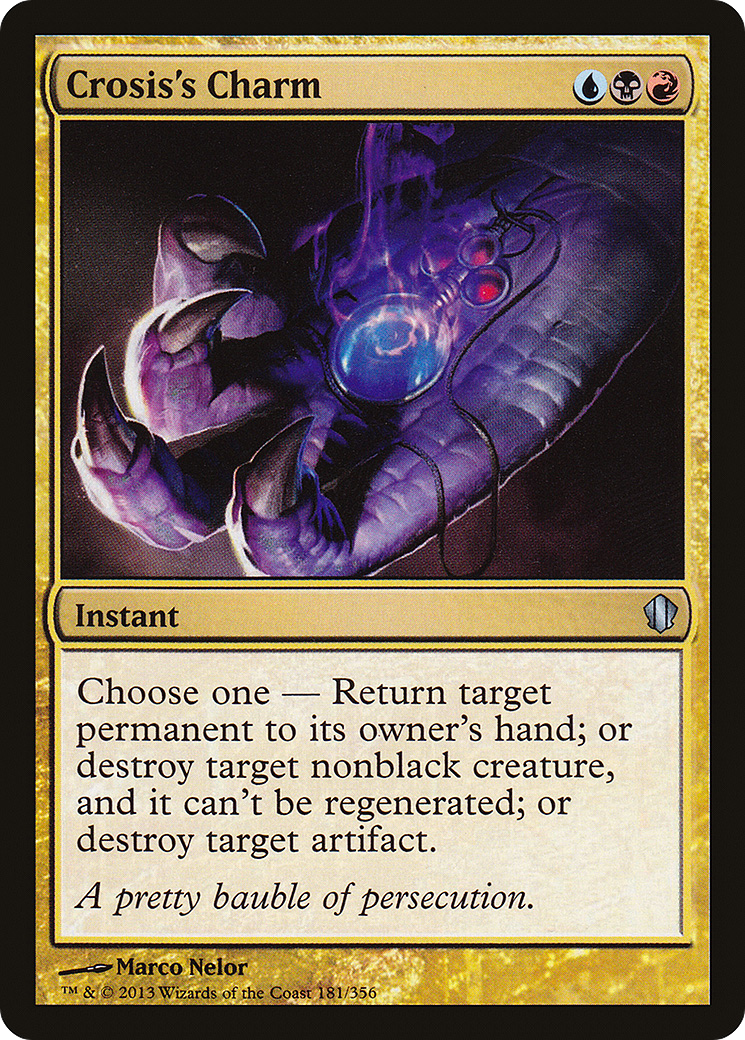 Crosis's Charm
Instant
Choose one — Return target
permanent to its owner's hand; or
destroy target nonblack creature,
and it can't be regenerated; or
destroy target artifact.
A pretty bauble of persecution.
Marco Nelor
™ & © 2013 Wizards of the Coast 181/356